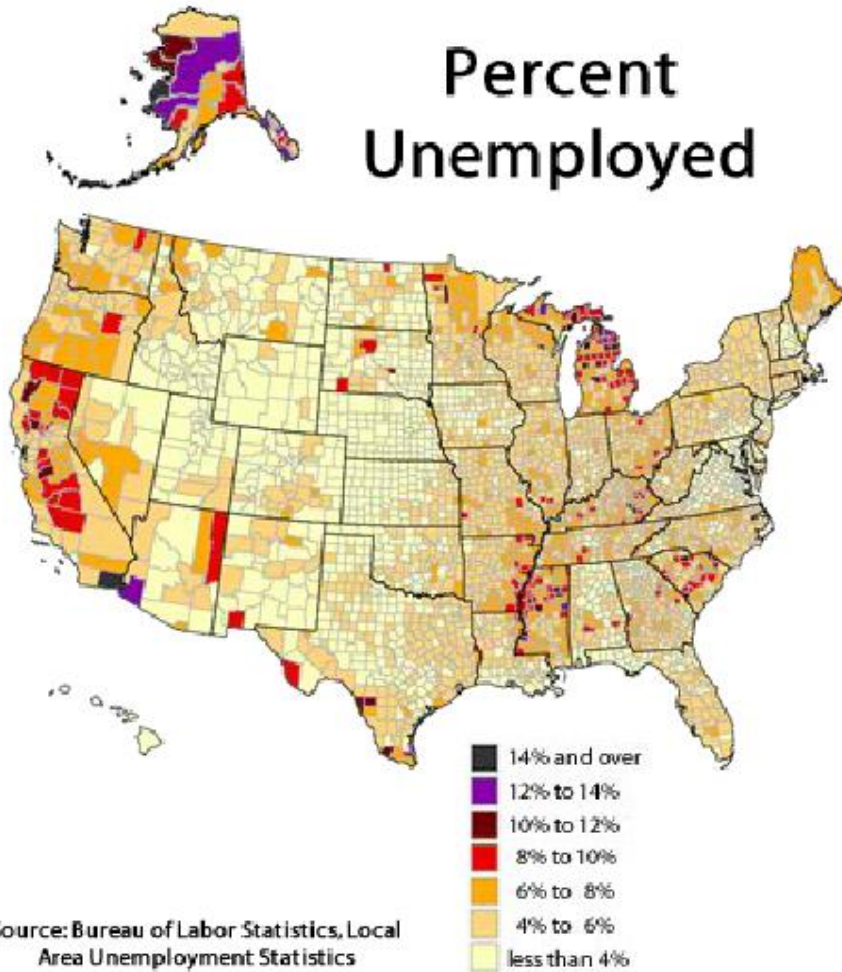 Percent
Unemployed
14% and over
12% to 14%
10% to 12%
8% to 10%
6% to 8%
4% to 6%
less than 4%
ource: Bureau of Labor Statistics, Local
Area Unemployment Statistics